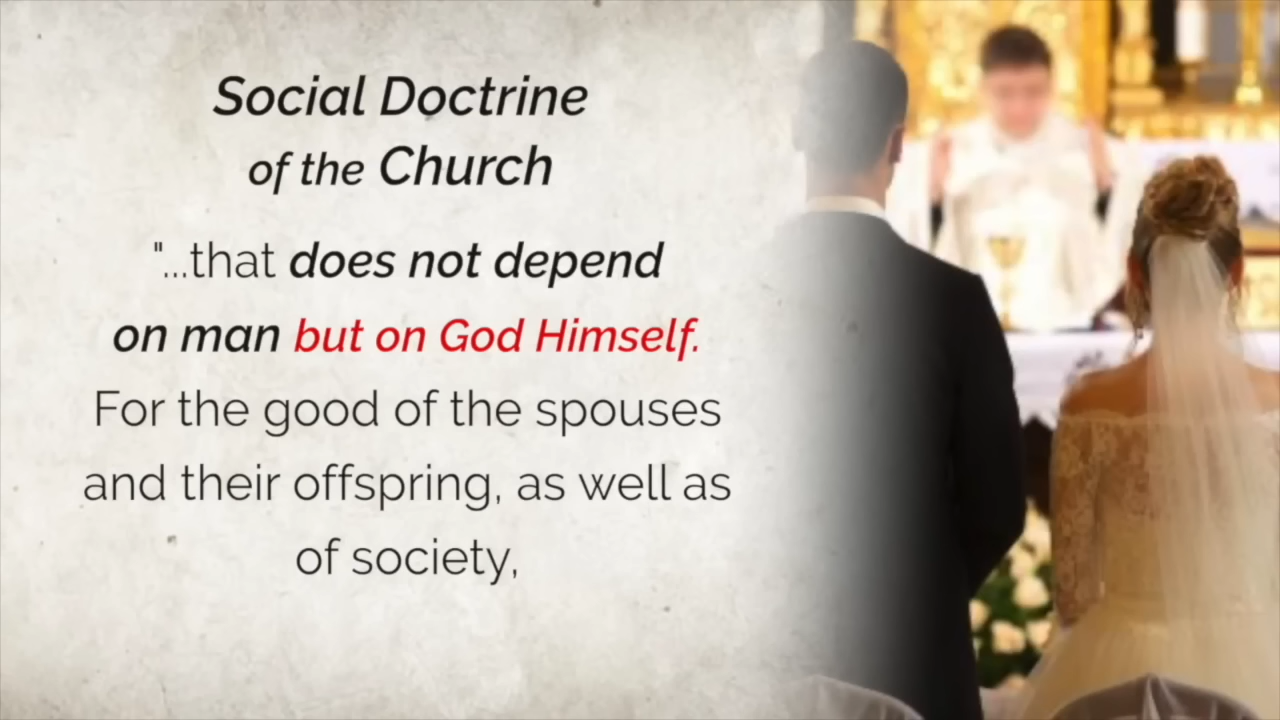 Social Doctrine
of the Church
"...that does not depend
on man but on God Himself.
For the good of the spouses
and their offspring, as well as
of society,